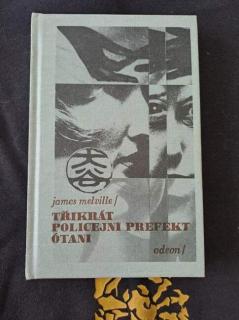 大谷
james melville/
TŘIKRÁT
POLICEJNÍ PREFEKT
ÓTANI
odeon/